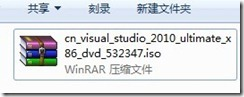 共享 刻录 新建文件夹
cn_visual_studio_2010_ultimate_x
86_dvd_532347.iso
WinRAR 压缩文件